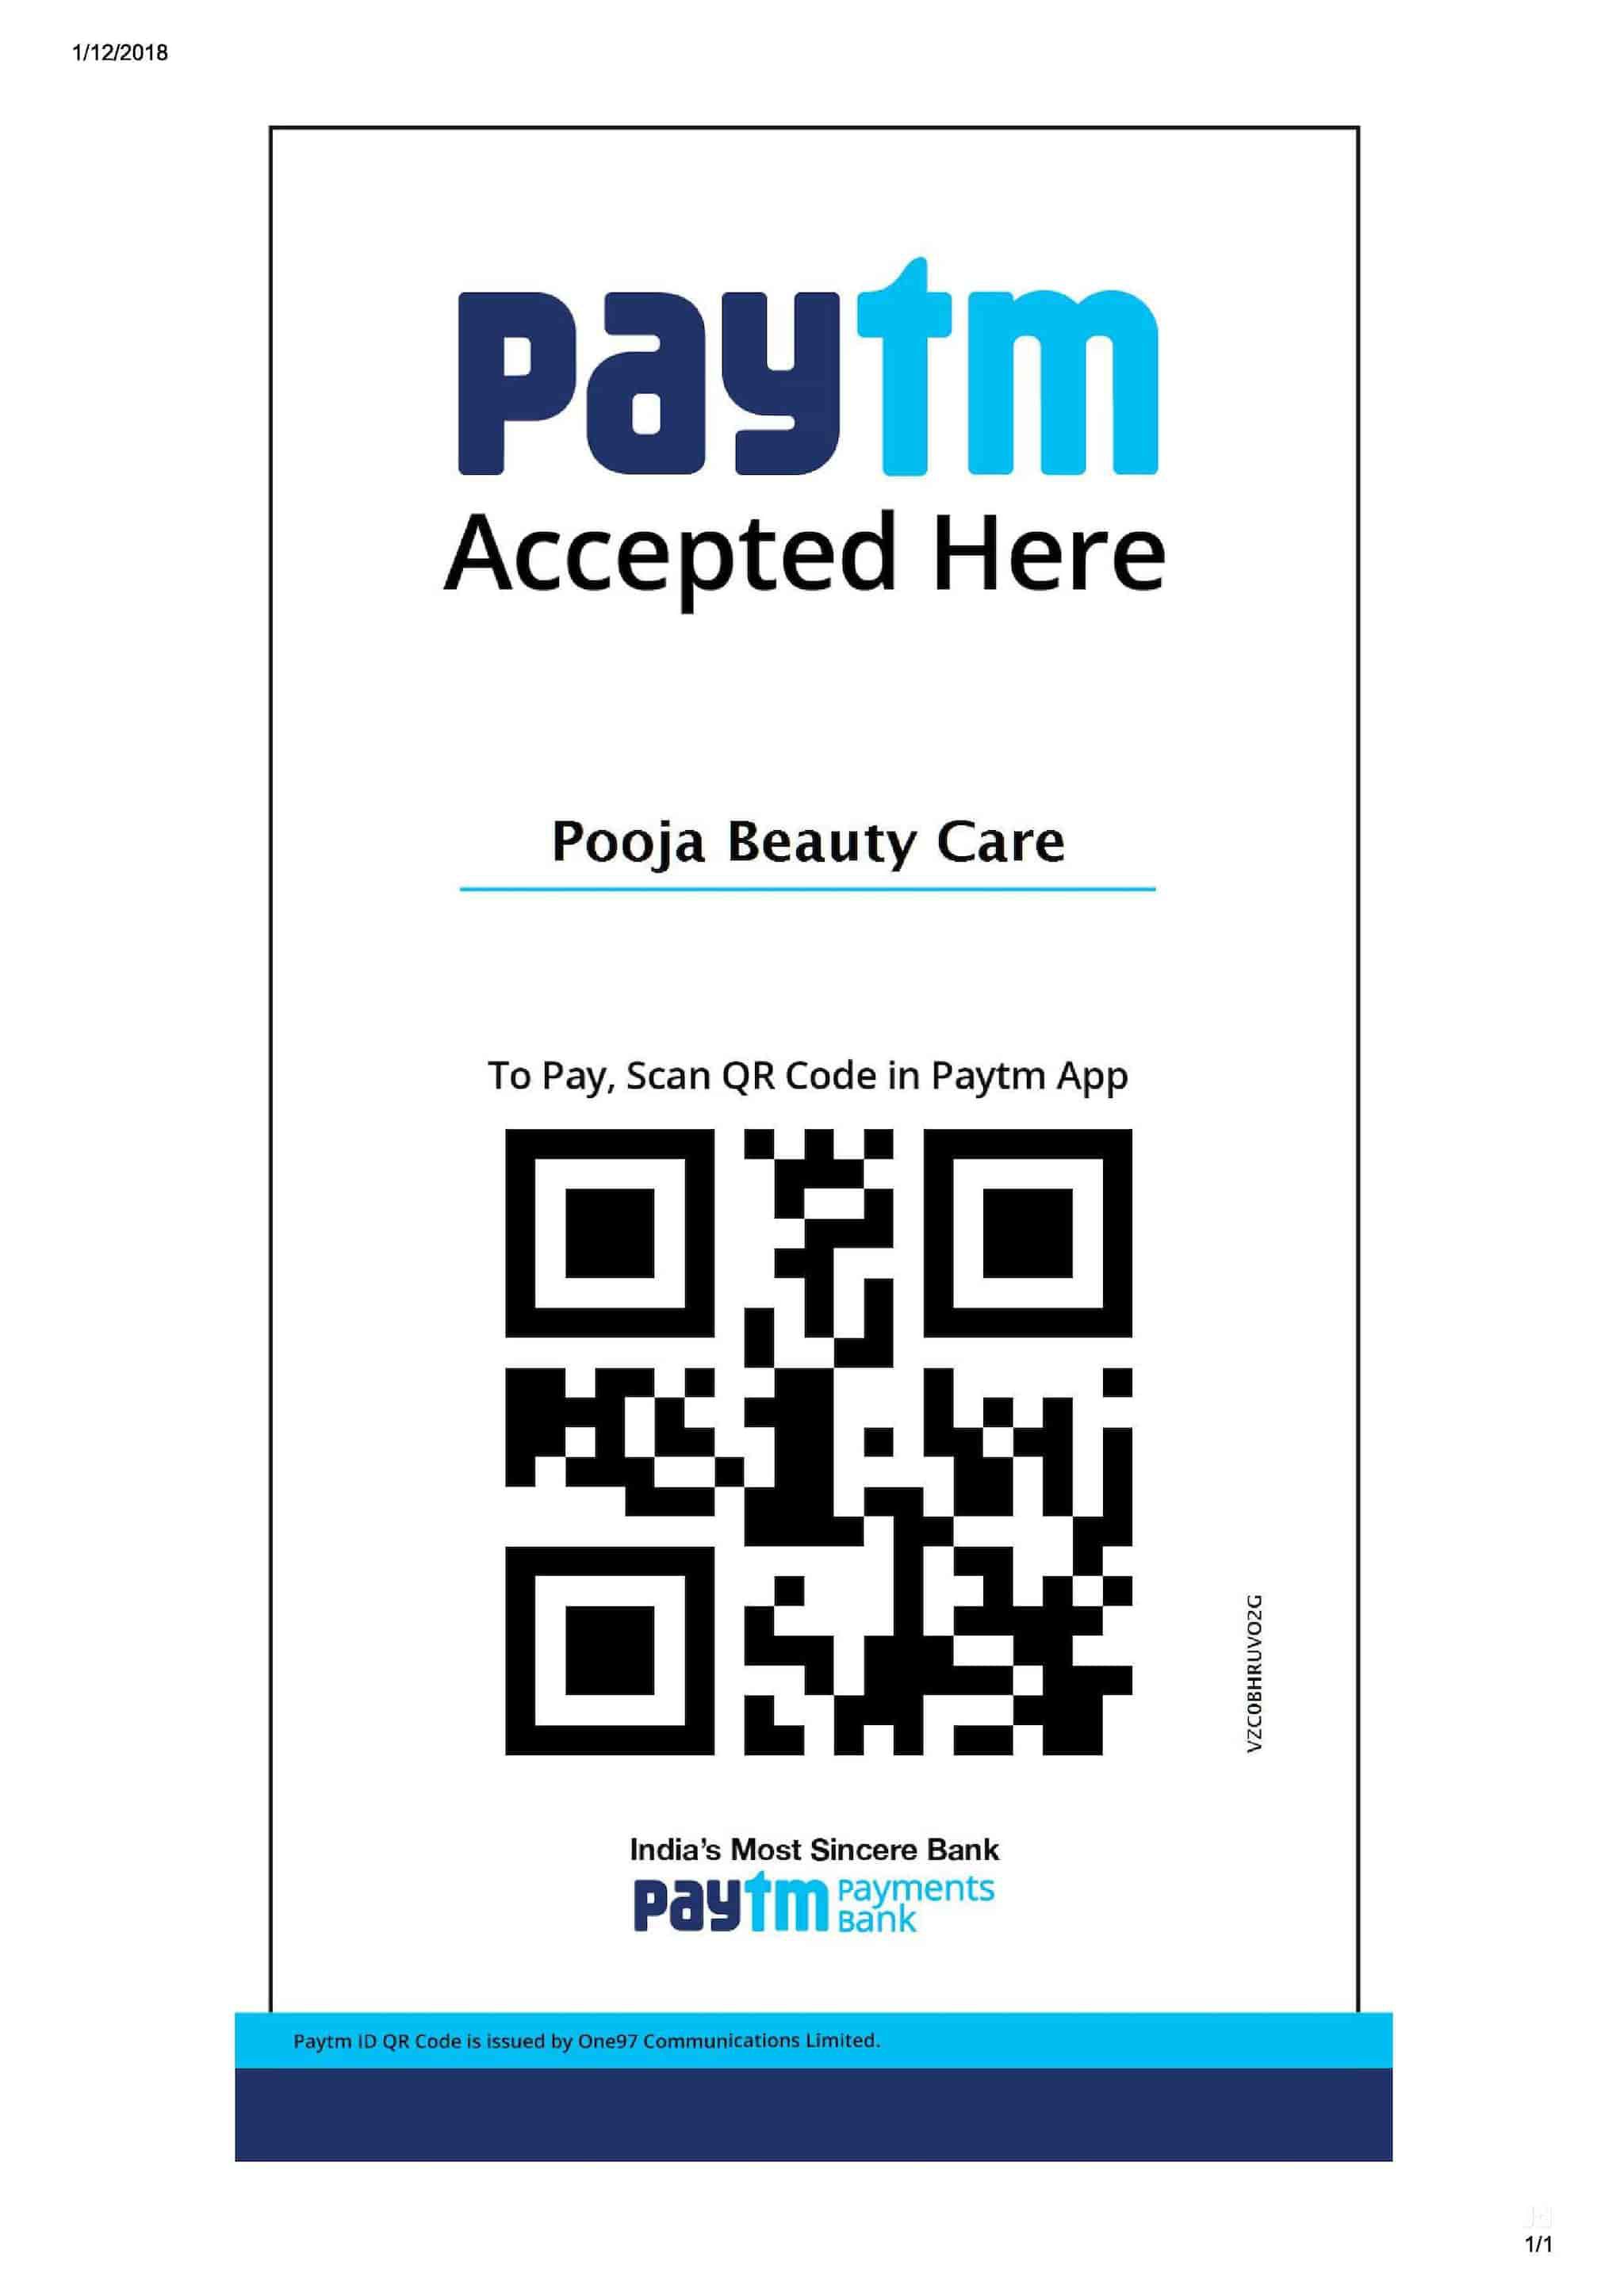 1/12/2018
paytm
Accepted Here
Pooja Beauty Care
To Pay, Scan QR Code in Paytm App
VZC0BHRUVO2G
India's Most Sincere Bank
paytm Payments
Bank
Paytm ID QR Code is issued by One97 Communications Limited.
1/1